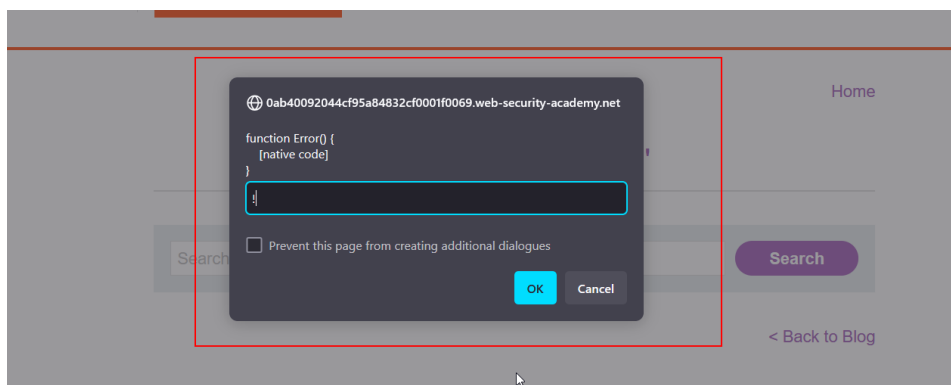 Home
0ab40092044cf95a84832cf0001f0069.web-security-academy.net
function Error() {
[native code]
}
'
!
Prevent this page from creating additional dialogues
Search
Search
OK
Cancel
< Back to Blog